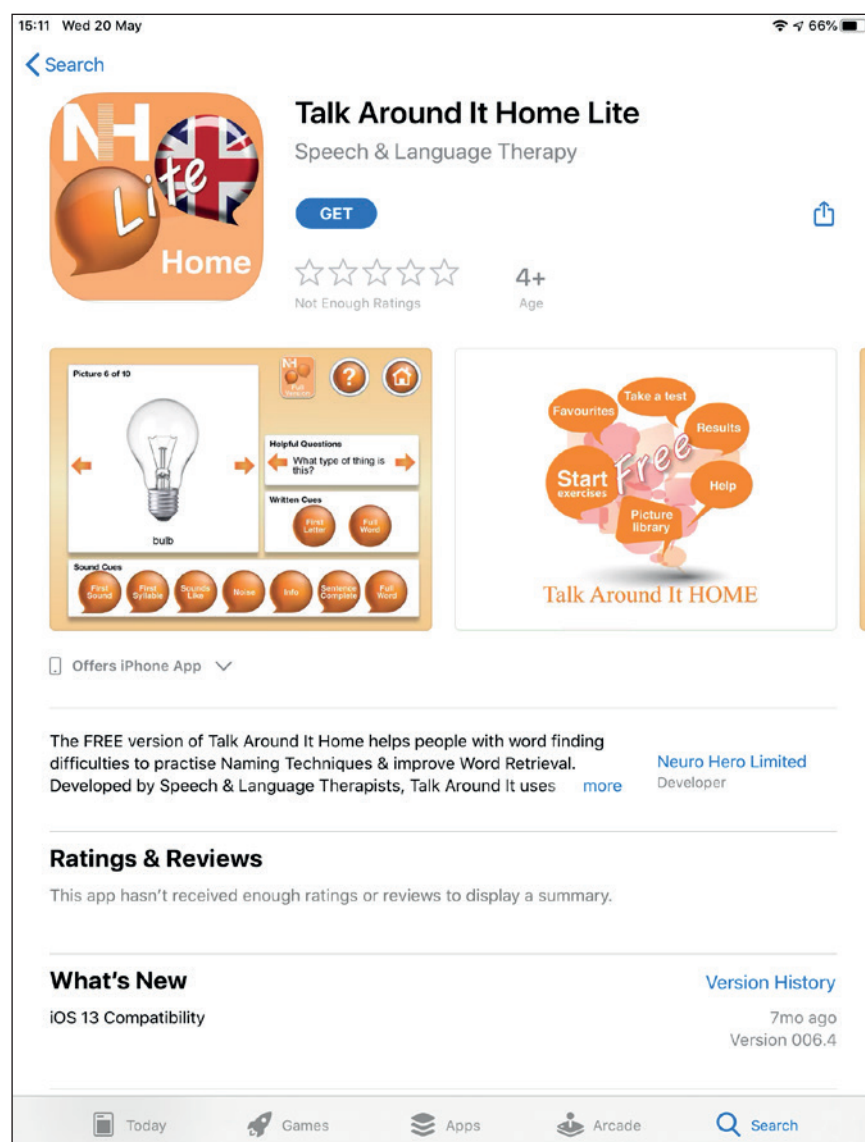 15:11 Wed 20 May
66%
Search
NH
Lite
Home
Talk Around It Home Lite
Speech & Language Therapy
GET
Not Enough Ratings
4+
Age
Picture 6 of 10
bulb
NH
Full
Version
?
Helpful Questions
What type of thing is
this?
Written Cues
First
Letter
Full
Word
Sound Cues
First
Sound
First
Syllable
Sounds
Like
Noise
Info
Sentence
Complete
Full
Word
Favourites
Take a test
Results
Start
exercises
Free
Help
Picture
library
Talk Around It HOME
Offers iPhone App
The FREE version of Talk Around It Home helps people with word finding
difficulties to practise Naming Techniques & improve Word Retrieval.
Developed by Speech & Language Therapists, Talk Around It uses more
Neuro Hero Limited
Developer
Ratings & Reviews
This app hasn't received enough ratings or reviews to display a summary.
What's New
Version History
iOS 13 Compatibility
7mo ago
Version 006.4
Today
Games
Apps
Arcade
Search